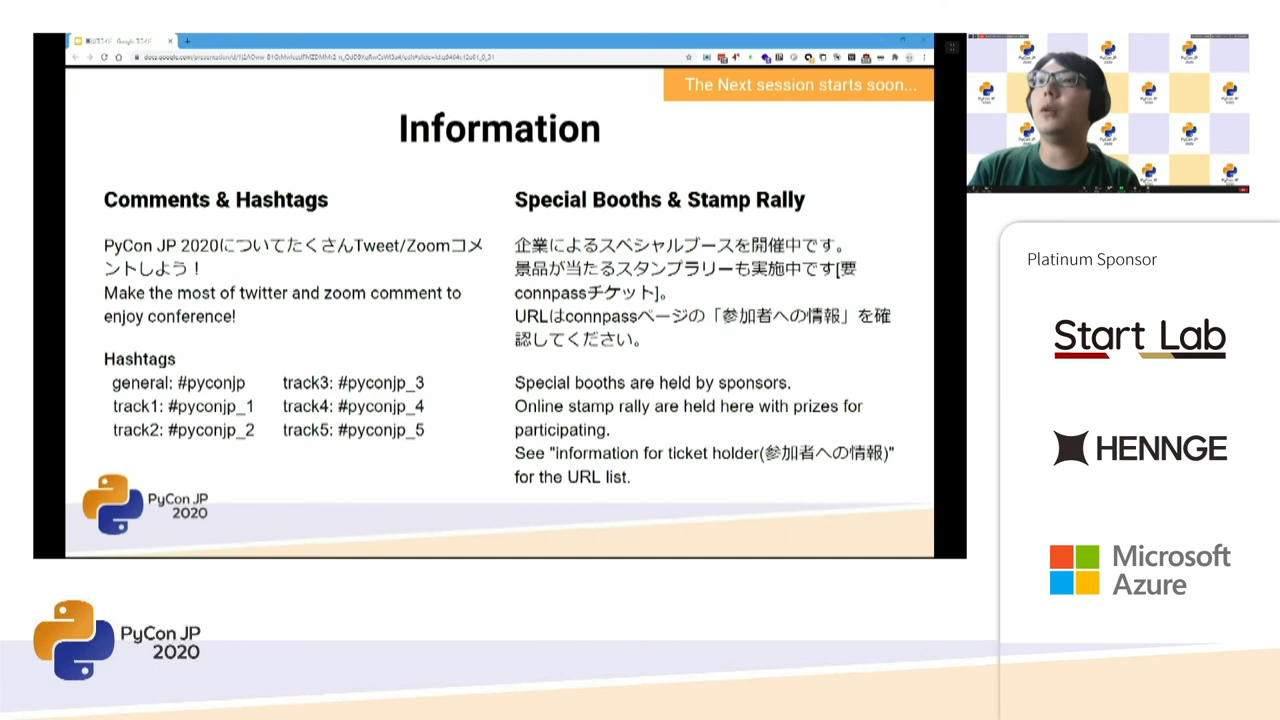 The Next session starts soon...
Information
Comments & Hashtags
PyCon JP 2020についてたくさんTweet/Zoomコメ
ントしよう！
Make the most of twitter and zoom comment to
enjoy conference!
Hashtags
general: #pyconjp
track1: #pyconjp_1
track2: #pyconjp_2
track3: #pyconjp_3
track4: #pyconjp_4
track5: #pyconjp_5
Special Booths & Stamp Rally
企業によるスペシャルブースを開催中です。
景品が当たるスタンプラリーも実施中です[要
connpassチケット]。
URLはconnpassページの「参加者への情報」を確
認してください。
Special booths are held by sponsors.
Online stamp rally are held here with prizes for
participating.
See "information for ticket holder(参加者への情報)"
for the URL list.
PyCon JP
2020
Platinum Sponsor
Start Lab
HENNGE
Microsoft
Azure
PyCon JP
2020